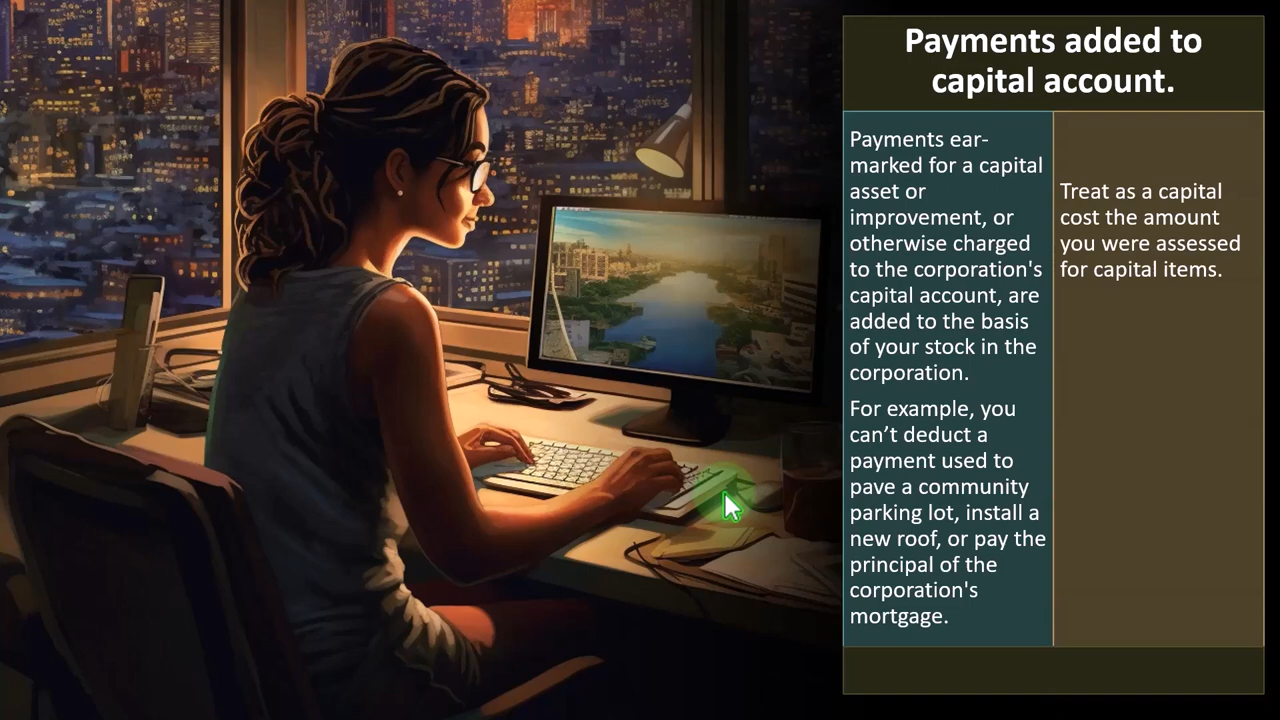 Payments added to
capital account.
Payments ear-
marked for a capital
asset or
improvement, or
otherwise charged
to the corporation's
capital account, are
added to the basis
of your stock in the
corporation.
For example, you
can’t deduct a
payment used to
pave a community
parking lot, install a
new roof, or pay the
principal of the
corporation's
mortgage.
Treat as a capital
cost the amount
you were assessed
for capital items.